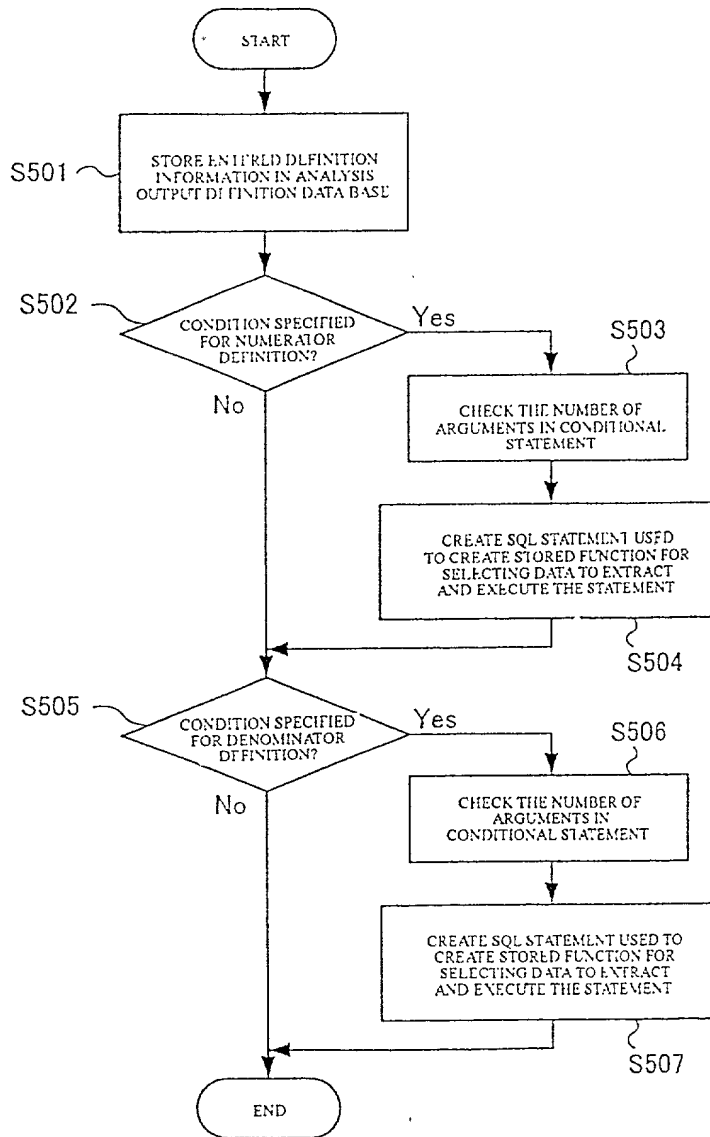 START
S501
STORE ENTERED DEFINITION
INFORMATION IN ANALYSIS
OUTPUT DEFINITION DATA BASE
S502
CONDITION SPECIFIED
FOR NUMERATOR
DEFINITION?
Yes
No
S503
CHECK THE NUMBER OF
ARGUMENTS IN CONDITIONAL
STATEMENT
CREATE SQL STATEMENT USED
TO CREATE STORED FUNCTION FOR
SELECTING DATA TO EXTRACT
AND EXECUTE THE STATEMENT
S504
S505
CONDITION SPECIFIED
FOR DENOMINATOR
DEFINITION?
Yes
No
S506
CHECK THE NUMBER OF
ARGUMENTS IN
CONDITIONAL STATEMENT
CREATE SQL STATEMENT USED TO
CREATE STORED FUNCTION FOR
SELECTING DATA TO EXTRACT
AND EXECUTE THE STATEMENT
S507
END